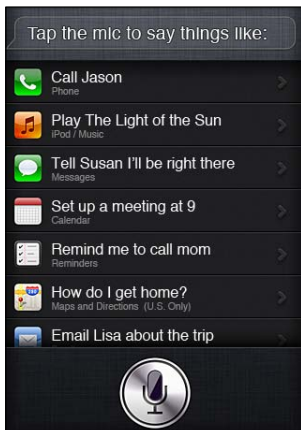 Tap the mic to say things like:
Call Jason
Phone
Play The Light of the Sun
iPod / Music
Tell Susan I'll be right there
Messages
Set up a meeting at 9
Calendar
Remind me to call mom
Reminders
How do I get home?
Maps and Directions (U.S. Only)
Email Lisa about the trip